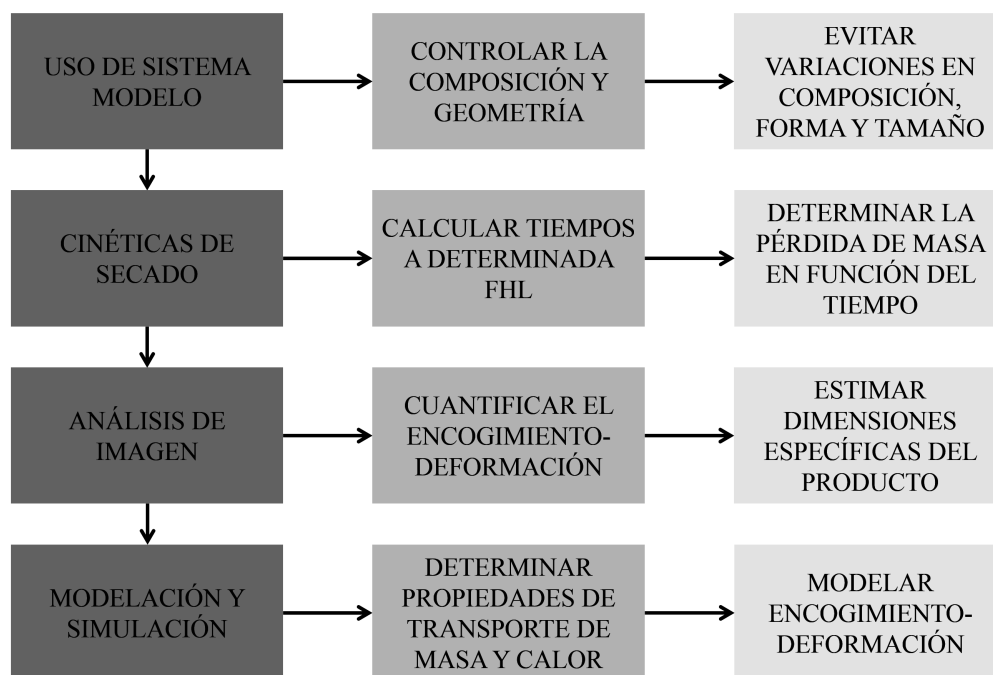 USO DE SISTEMA
MODELO
CONTROLAR LA
COMPOSICIÓN Y
GEOMETRÍA
EVITAR
VARIACIONES EN
COMPOSICIÓN,
FORMA Y TAMAÑO
CINÉTICAS DE
SECADO
CALCULAR TIEMPOS
A DETERMINADA
FHL
DETERMINAR LA
PÉRDIDA DE MASA
EN FUNCIÓN DEL
TIEMPO
ANÁLISIS DE
IMAGEN
CUANTIFICAR EL
ENCOGIMIENTO-
DEFORMACIÓN
ESTIMAR
DIMENSIONES
ESPECÍFICAS DEL
PRODUCTO
MODELACIÓN Y
SIMULACIÓN
DETERMINAR
PROPIEDADES DE
TRANSPORTE DE
MASA Y CALOR
MODELAR
ENCOGIMIENTO-
DEFORMACIÓN